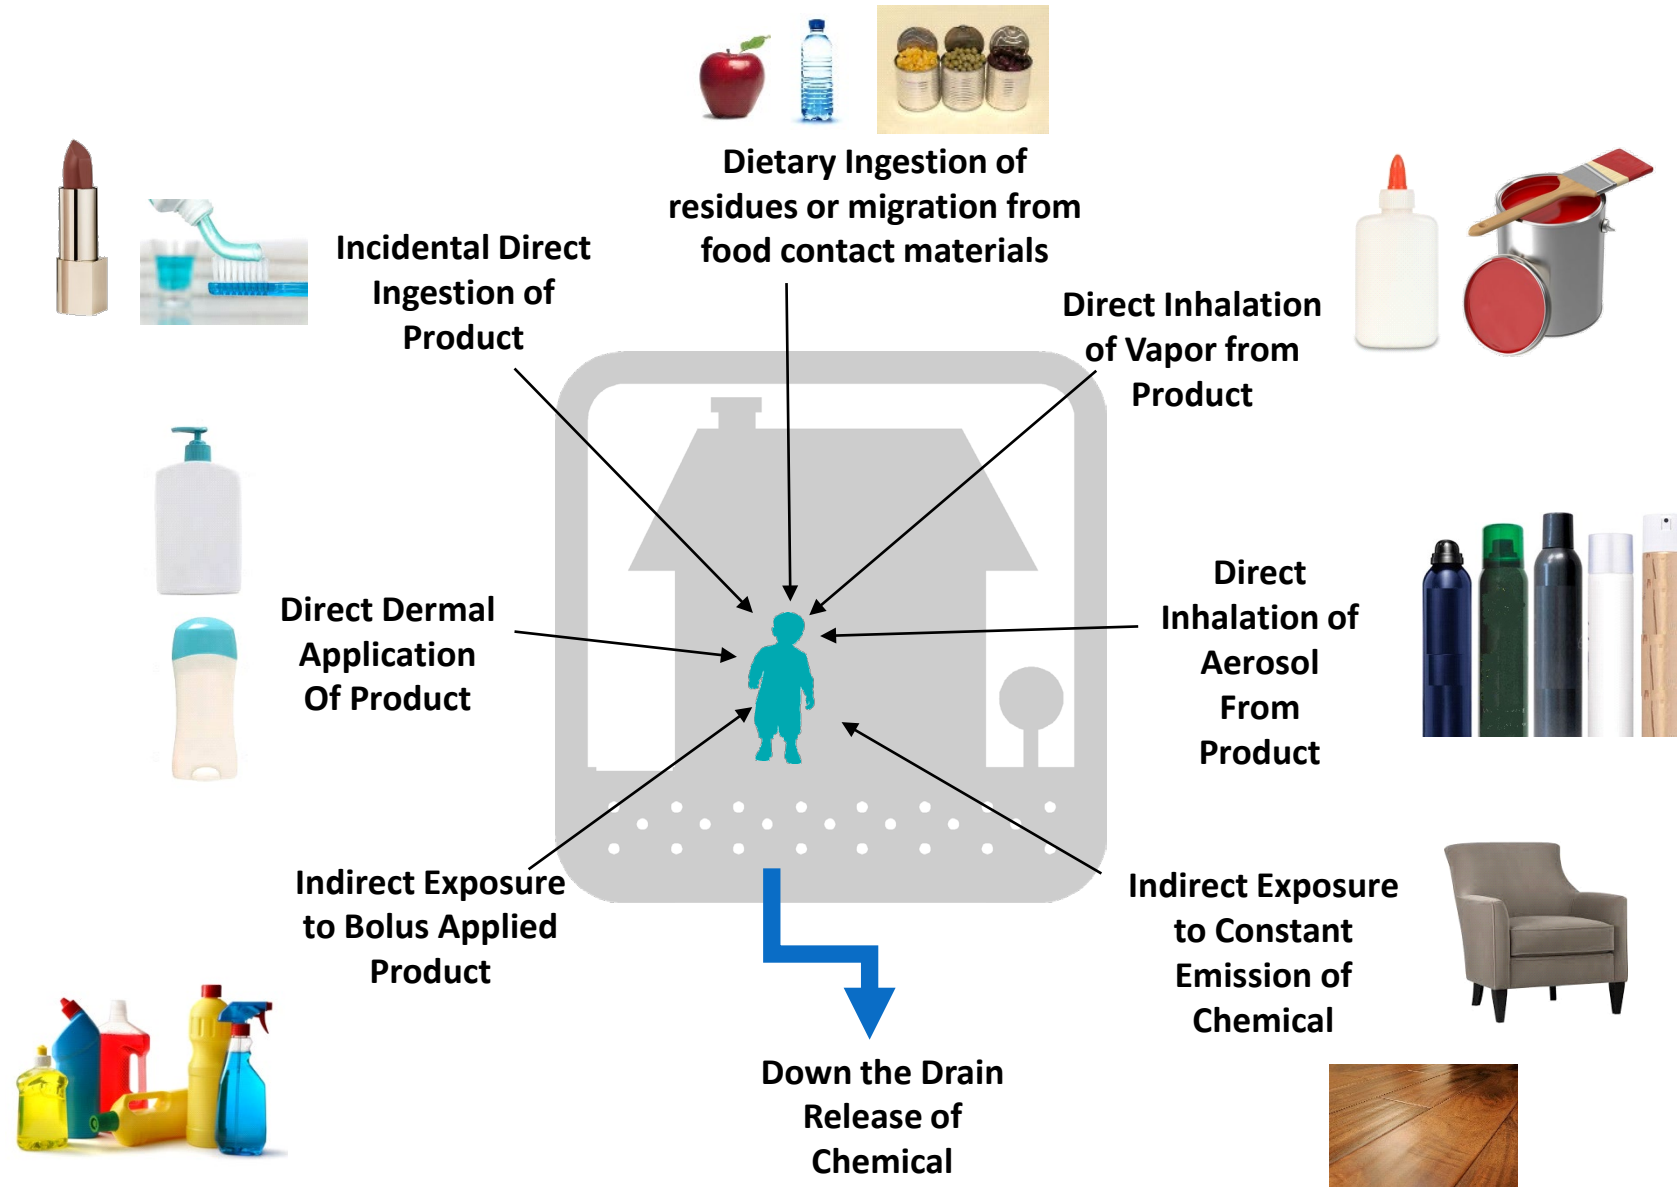 Dietary Ingestion of
residues or migration from
food contact materials
Incidental Direct
Ingestion of
Product
Direct Inhalation
of Vapor from
Product
Direct Dermal
Application
Of Product
Direct
Inhalation of
Aerosol
From
Product
Indirect Exposure
to Bolus Applied
Product
Indirect Exposure
to Constant
Emission of
Chemical
Down the Drain
Release of
Chemical